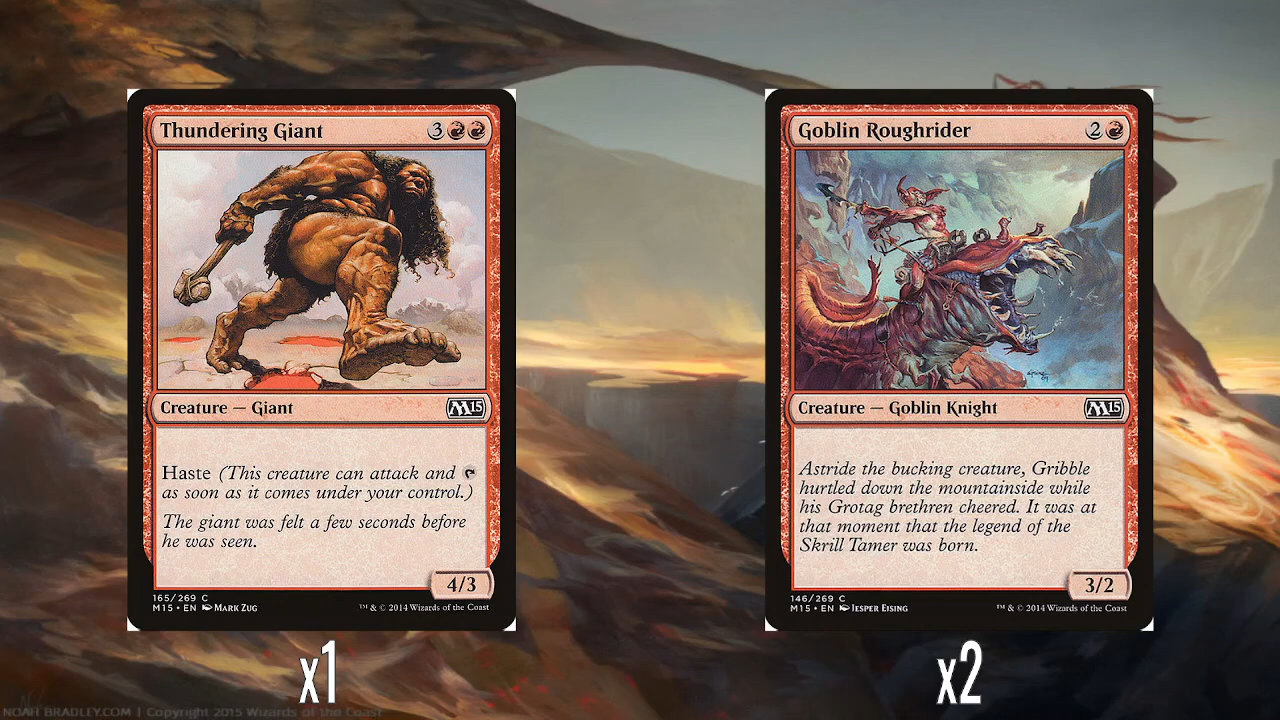 Thundering Giant
3
Creature — Giant
M15
Haste (This creature can attack and
as soon as it comes under your control.)
The giant was felt a few seconds before
he was seen.
4/3
165/269 C
M15 • EN MARK ZUG
™ & © 2014 Wizards of the Coast
x1
Goblin Roughrider
2
Creature — Goblin Knight
M15
Astride the bucking creature, Gribble
hurtled down the mountainside while
his Grotag brethren cheered. It was at
that moment that the legend of the
Skrill Tamer was born.
3/2
146/269 C
M15 • EN JESPER EISING
™ & © 2014 Wizards of the Coast
x2
NOAH BRADLEY.COM | Copyright 2015 Wizards of the Coast